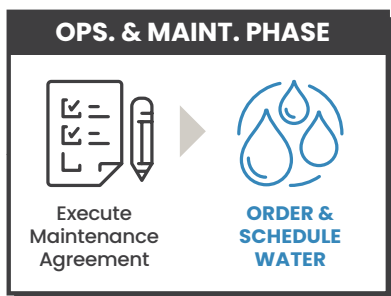 OPS. & MAINT. PHASE
Execute
Maintenance
Agreement
ORDER &
SCHEDULE
WATER